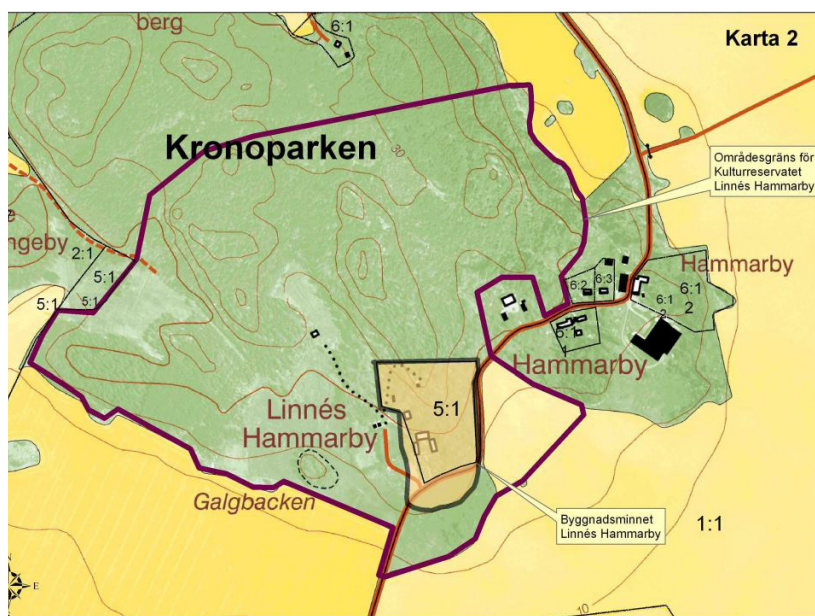 berg
6:1
Karta 2
Kronoparken
30
Områdesgräns för
Kulturreservatet
Linnés Hammarby
e
ngeby
2:1
5:1
5:1
5:1
Hammarby
6:2
6:3
6:1
6:1
2
2
Hammarby
Linnés
Hammarby
5:1
Galgbacken
Byggnadsminnet
Linnés Hammarby
1:1
10
E